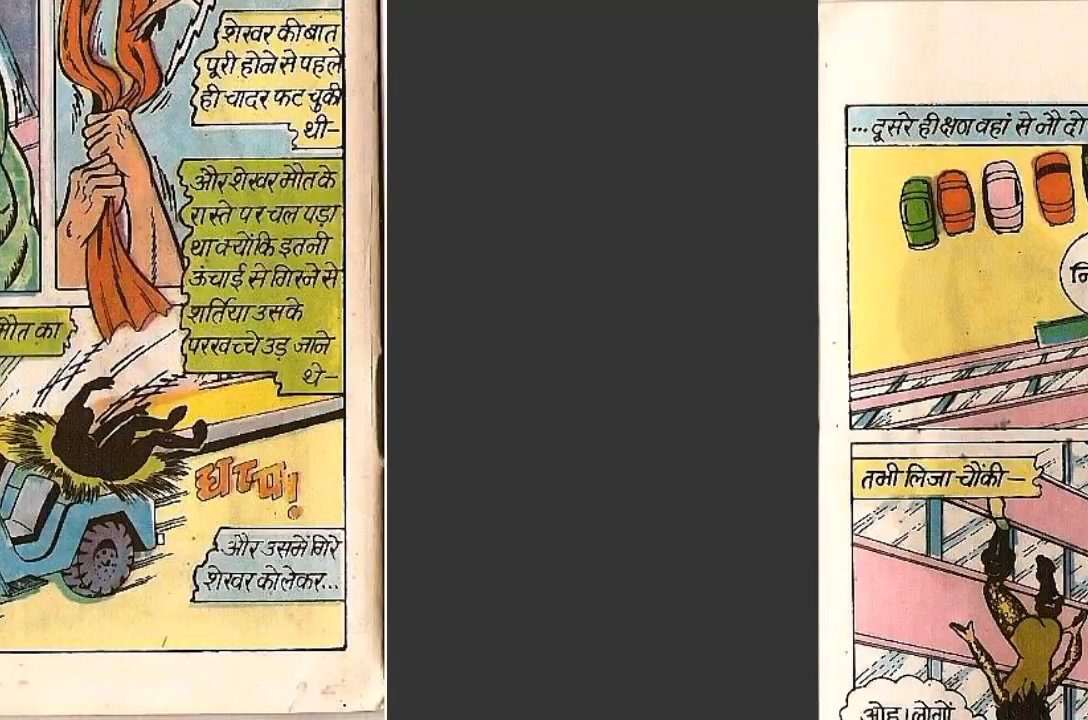 शेखर की बात
पूरी होने से पहले
ही चादर फट चुकी
थी-
और शेखर मौत के
रास्ते पर चल पड़ा
था क्योंकि इतनी
ऊंचाई से गिरने से
शर्तिया उसके
परखच्चे उड़ जाने
थे-
मौत का
धप्प!
और उसमें गिरे
शेखर को लेकर...
... दूसरे ही क्षण वहां से नौ दो
नि
तभी लिजा चौंकी-
ओह! लोगों